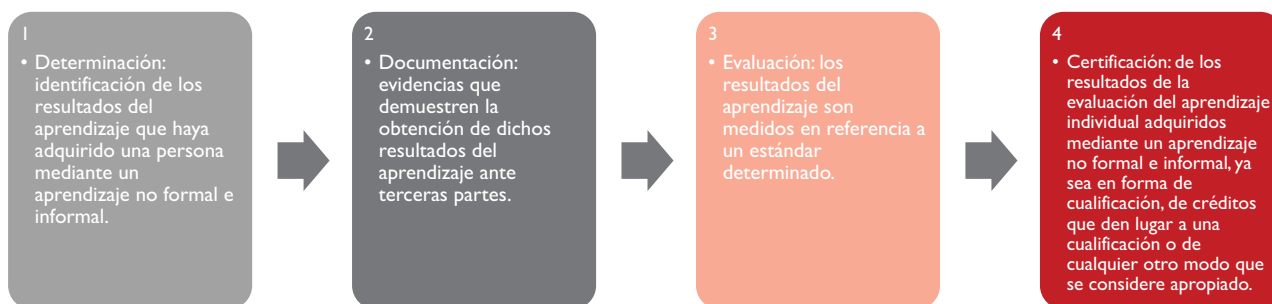 1
• Determinación:
identificación de los
resultados del
aprendizaje que haya
adquirido una persona
mediante un
aprendizaje no formal e
informal.
2
• Documentación:
evidencias que
demuestren la
obtención de dichos
resultados del
aprendizaje ante
terceras partes.
3
• Evaluación: los
resultados del
aprendizaje son
medidos en referencia a
un estándar
determinado.
4
• Certificación: de los
resultados de la
evaluación del aprendizaje
individual adquiridos
mediante un aprendizaje
no formal e informal, ya
sea en forma de
cualificación, de créditos
que den lugar a una
cualificación o de
cualquier otro modo que
se considere apropiado.